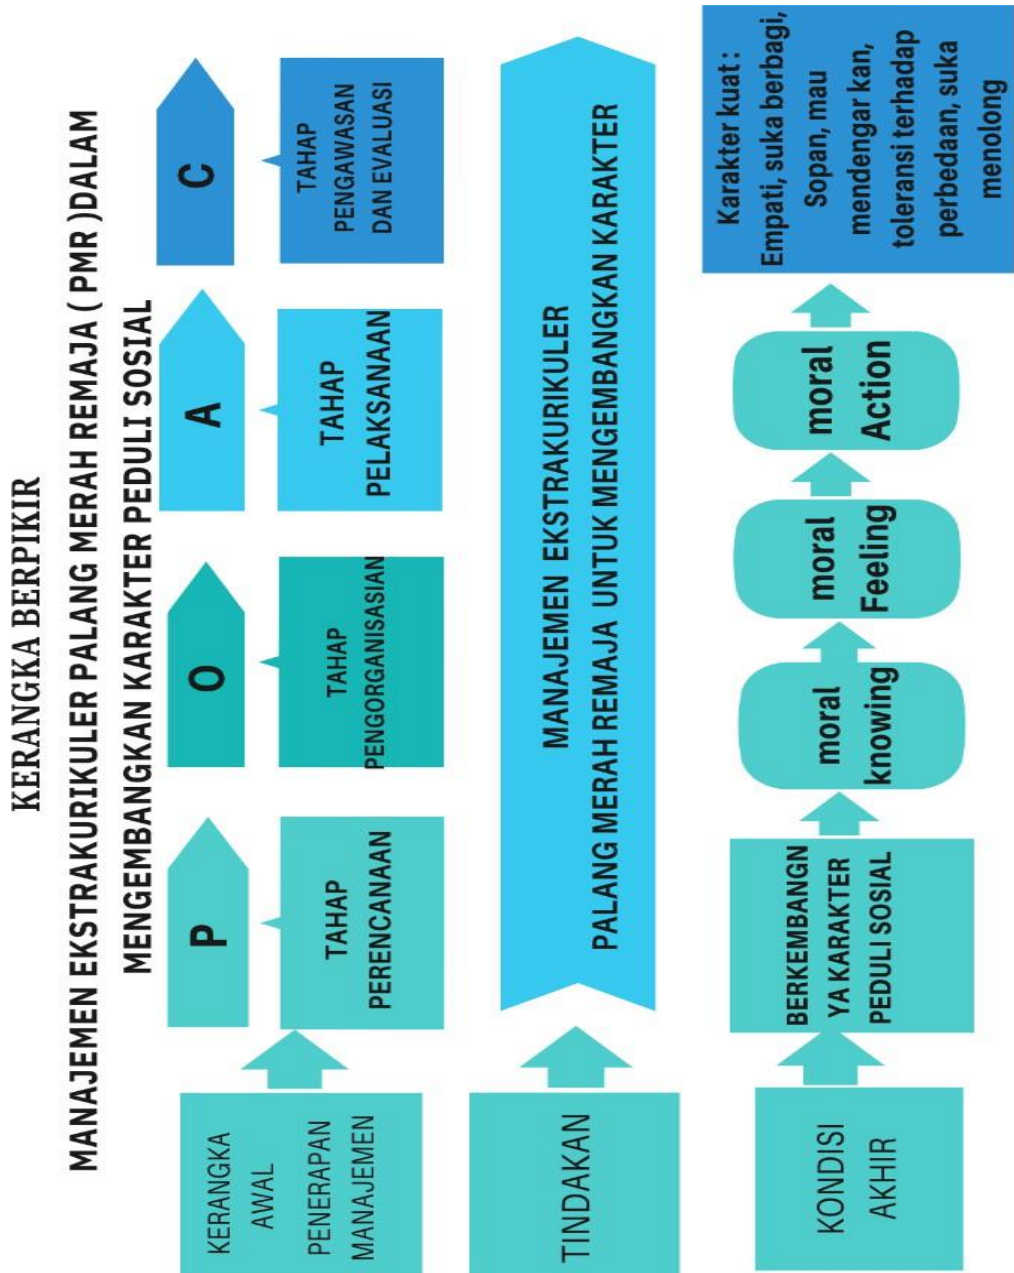 KERANGKA BERPIKIR
MANAJEMEN EKSTRAKURIKULER PALANG MERAH REMAJA ( PMR )DALAM
MENGEMBANGKAN KARAKTER PEDULI SOSIAL
KERANGKA
AWAL
PENERAPAN
MANAJEMEN
P
TAHAP
PERENCANAAN
O
TAHAP
PENGORGANISASIAN
A
TAHAP
PELAKSANAAN
C
TAHAP
PENGAWASAN
DAN EVALUASI
TINDAKAN
MANAJEMEN EKSTRAKURIKULER
PALANG MERAH REMAJA UNTUK MENGEMBANGKAN KARAKTER
KONDISI
AKHIR
BERKEMBANGN
YA KARAKTER
PEDULI SOSIAL
moral
knowing
moral
Feeling
moral
Action
Karakter kuat :
Empati, suka berbagi,
Sopan, mau
mendengar kan,
toleransi terhadap
perbedaan, suka
menolong